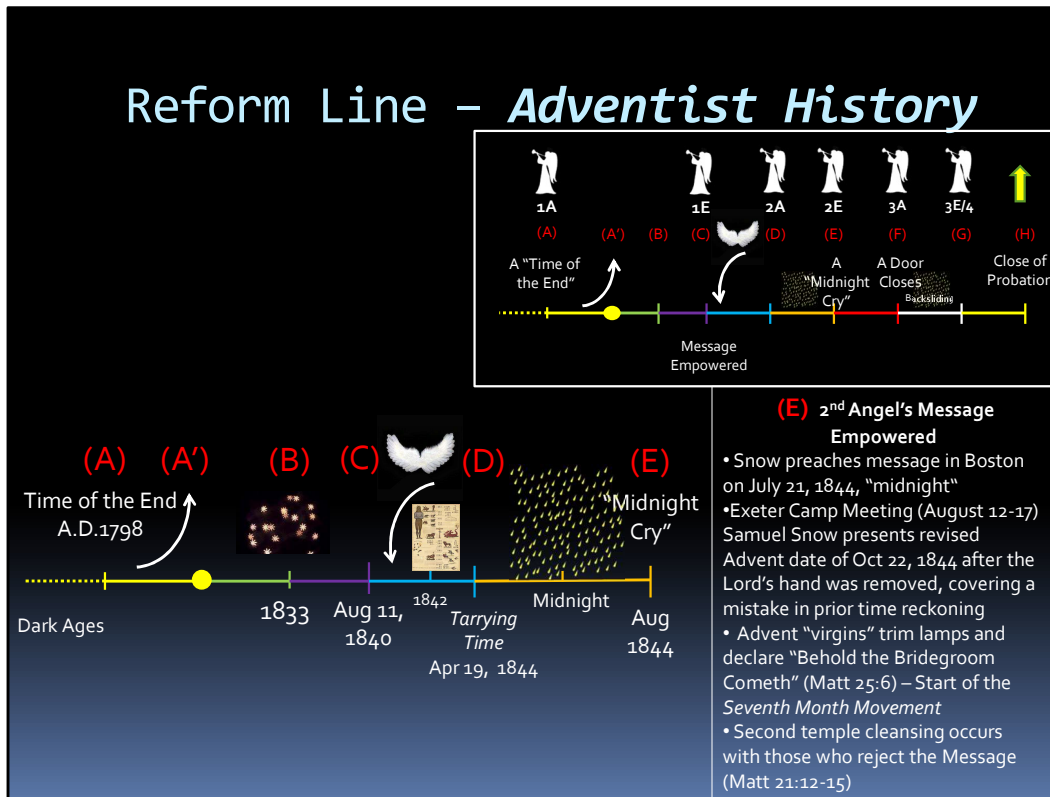 Reform Line – Adventist History
1A 1E 2A 2E 3A 3E/4
(A) (A’) (B) (C) (D) (E) (F) (G) (H)
A “Time of
the End”
A
“Midnight
Cry”
A Door
Closes
Backsliding
Close of
Probation
Message
Empowered
(A) (A’) (B) (C) (D) (E)
Time of the End
A.D.1798
“Midnight
Cry”
Dark Ages
1833
Aug 11,
1840
1842
Tarrying
Time
Apr 19, 1844
Midnight
Aug
1844
(E) 2nd Angel’s Message
Empowered
• Snow preaches message in Boston
on July 21, 1844, “midnight“
•Exeter Camp Meeting (August 12-17)
Samuel Snow presents revised
Advent date of Oct 22, 1844 after the
Lord’s hand was removed, covering a
mistake in prior time reckoning
• Advent “virgins” trim lamps and
declare “Behold the Bridegroom
Cometh” (Matt 25:6) – Start of the
Seventh Month Movement
• Second temple cleansing occurs
with those who reject the Message
(Matt 21:12-15)